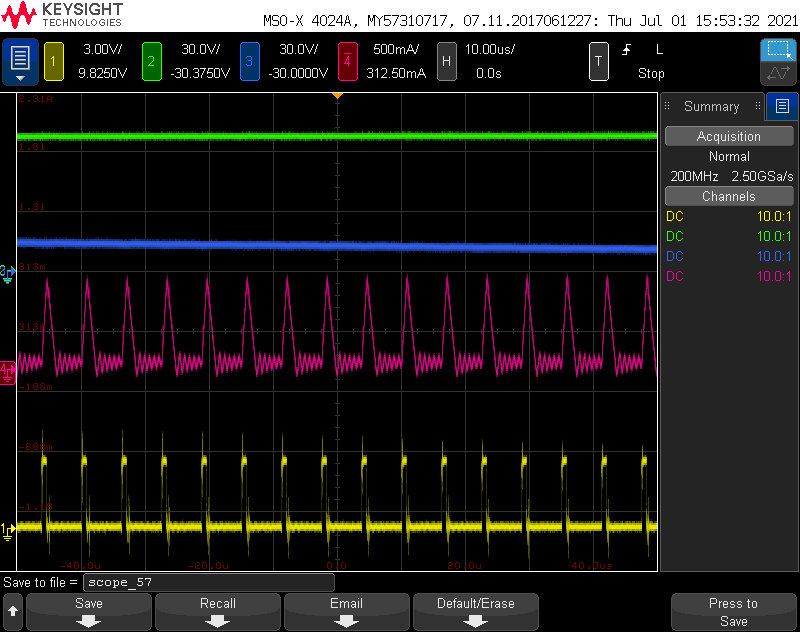 KEYSIGHT
TECHNOLOGIES
MSO-X 4024A, MY57310717, 07.11.2017061227: Thu Jul 01 15:53:32 2021
1 3.00V/ 2 30.0V/ 3 30.0V/ 4 500mA/ H 10.00us/ T L
9.8250V -30.3750V -30.0000V 312.50mA 0.0s Stop
Summary
Acquisition
Normal
200MHz 2.50GSa/s
Channels
DC 10.0:1
DC 10.0:1
DC 10.0:1
DC 10.0:1
2.31A
1.81
1.31
813m
312m
-188m
-688m
-1.19
-40.0u -20.0u 0.0 20.0u 40.0u
Save to file = scope_57
Save Recall Email Default/Erase Press to
Save